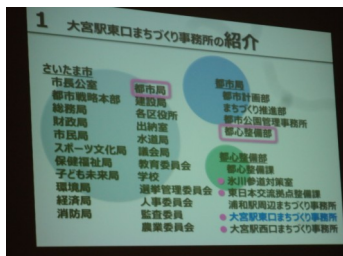 1 大宮駅東口まちづくり事務所の紹介
さいたま市
市長公室
都市戦略本部
総務局
財政局
市民局
スポーツ文化局
保健福祉局
子ども未来局
環境局
経済局
消防局
都市局
建設局
各区役所
出納室
水道局
議会局
教育委員会
学校
選挙管理委員会
人事委員会
監査委員
農業委員会
都市局
都市計画部
まちづくり推進部
都市公園管理事務所
都心整備部
都心整備部
都心整備課
氷川参道対策室
東日本交流拠点整備課
浦和駅周辺まちづくり事務所
大宮駅東口まちづくり事務所
大宮駅西口まちづくり事務所